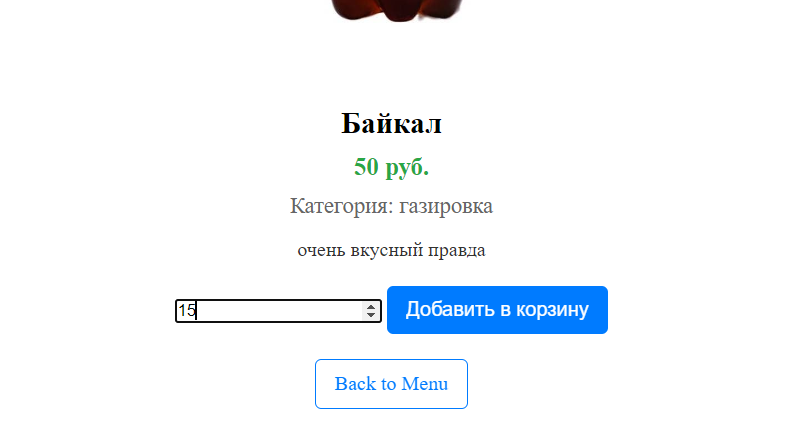 Байкал
50 руб.
Категория: газировка
очень вкусный правда
15 Добавить в корзину
Back to Menu